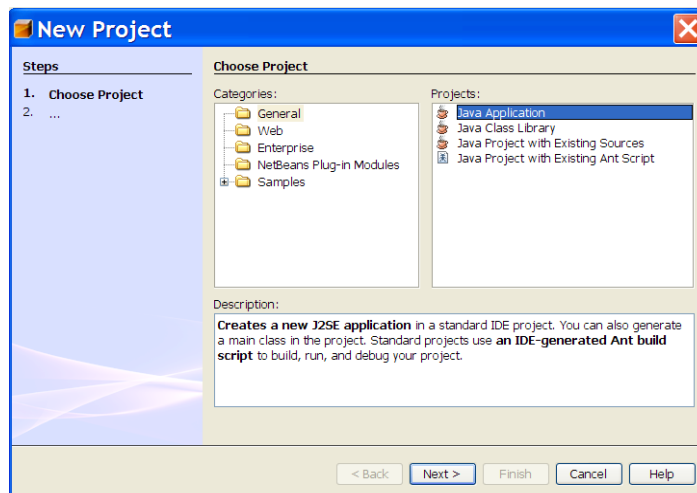 New Project
Steps
1. Choose Project
2. ...
Choose Project
Categories:
General
Web
Enterprise
NetBeans Plug-in Modules
Samples
Projects:
Java Application
Java Class Library
Java Project with Existing Sources
Java Project with Existing Ant Script
Description:
Creates a new J2SE application in a standard IDE project. You can also generate
a main class in the project. Standard projects use an IDE-generated Ant build
script to build, run, and debug your project.
< Back Next > Finish Cancel Help